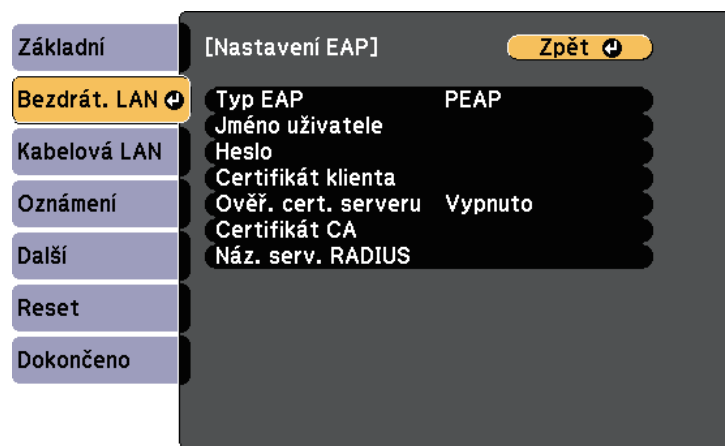 Základní
Bezdrát. LAN
Kabelová LAN
Oznámení
Další
Reset
Dokončeno
[Nastavení EAP]
Zpět
Typ EAP PEAP
Jméno uživatele
Heslo
Certifikát klienta
Ověř. cert. serveru Vypnuto
Certifikát CA
Náz. serv. RADIUS